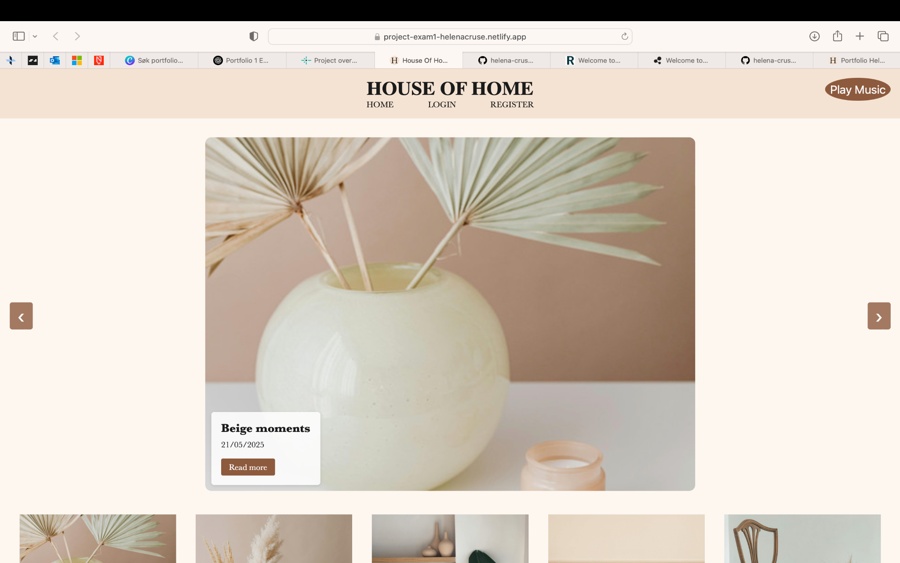 project-exam1-helenacruse.netlify.app
Søk portfolio...
Portfolio 1 E...
Project over...
House Of Ho...
helena-crus...
Welcome to...
Welcome to...
helena-crus...
Portfolio Hel...
HOUSE OF HOME
HOME LOGIN REGISTER
Play Music
Beige moments
21/05/2025
Read more